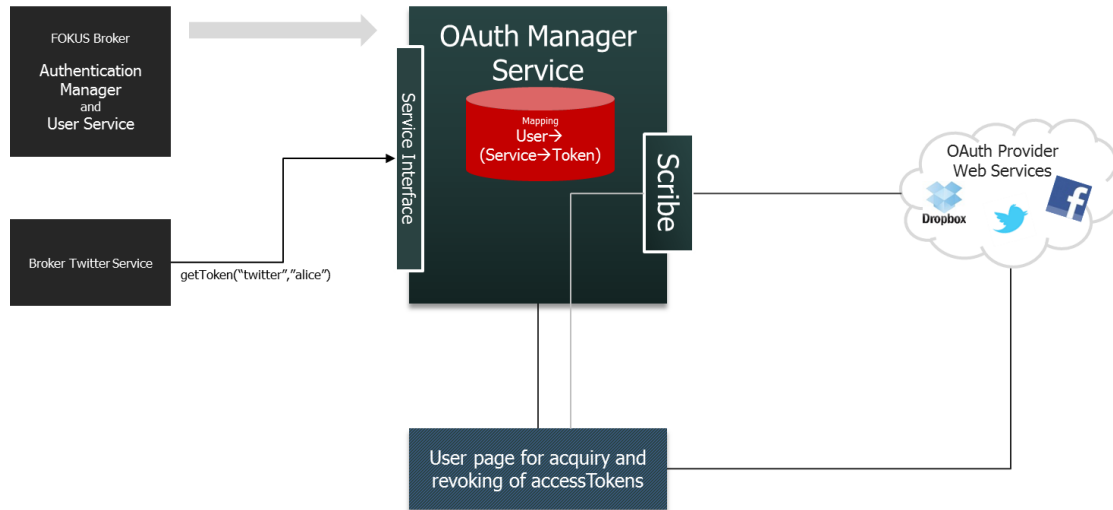 FOKUS Broker
Authentication
Manager
and
User Service
OAuth Manager
Service
Mapping
User→
(Service→Token)
Service Interface
Scribe
OAuth Provider
Web Services
Dropbox
f
Broker Twitter Service
getToken(“twitter”,”alice”)
User page for acquiry and
revoking of accessTokens